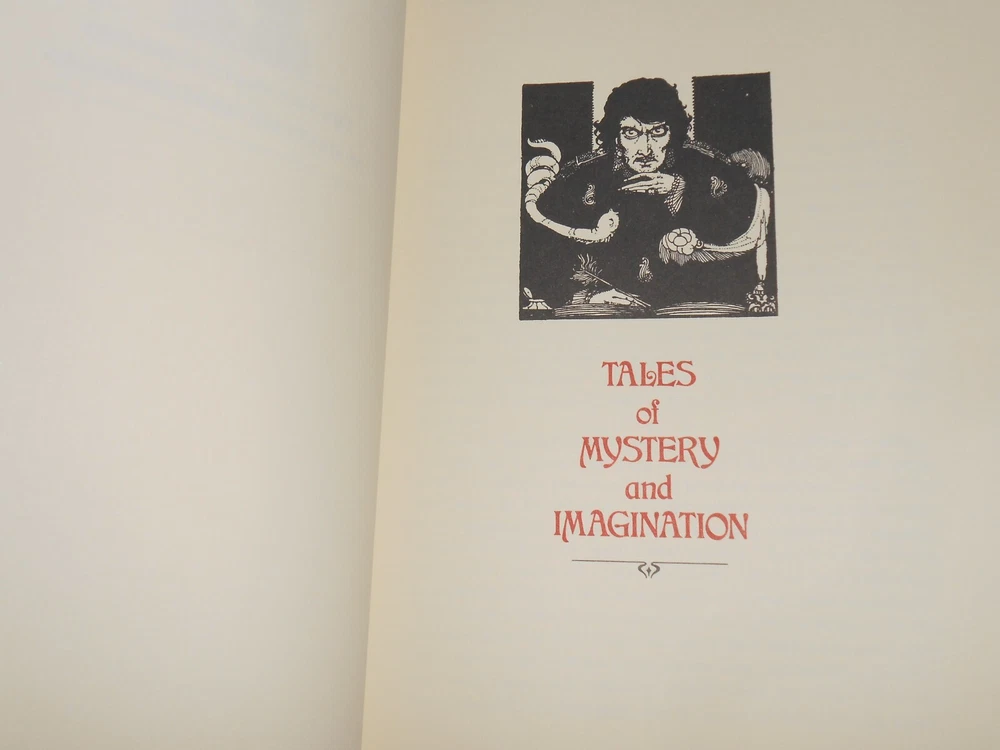 TALES
of
MYSTERY
and
IMAGINATION